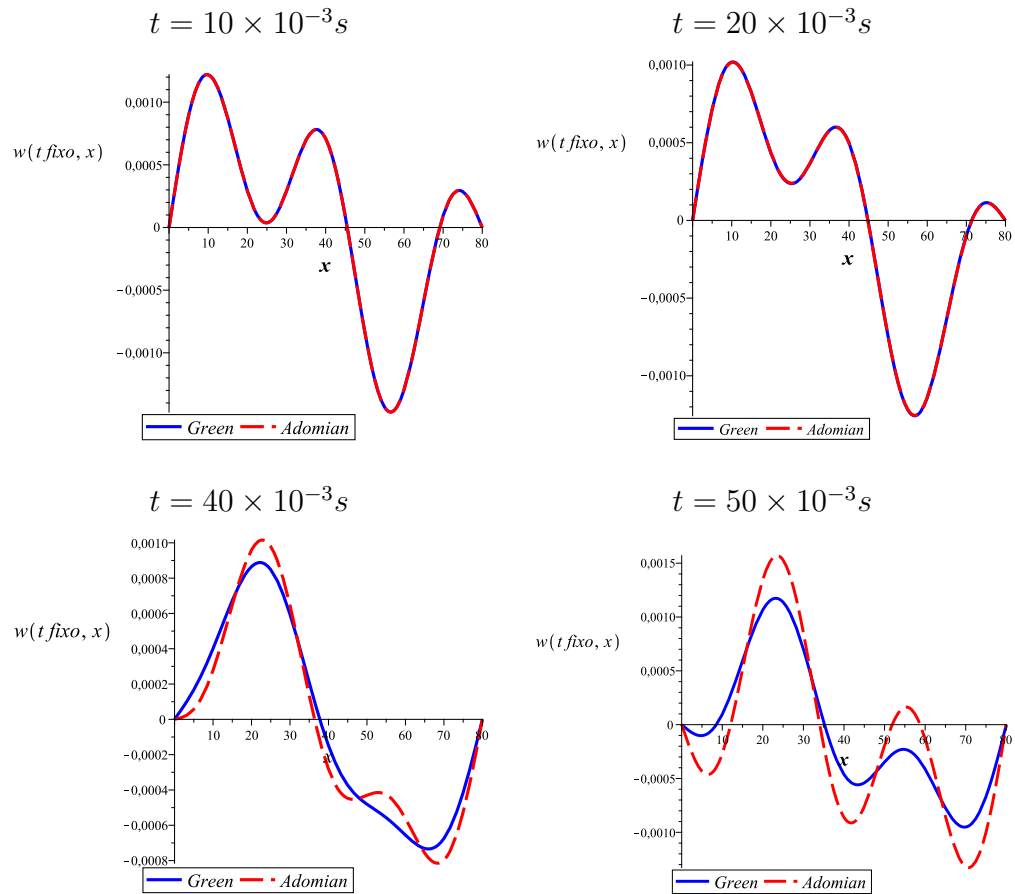 t = 10 × 10⁻³s
0,0010
w(t fixo, x)
0,0005
0
10 20 30 40 50 60 70 80
x
−0,0005
−0,0010
Green Adomian
t = 20 × 10⁻³s
0,0010
w(t fixo, x)
0,0005
0
10 20 30 40 50 60 70 80
x
−0,0005
−0,0010
Green Adomian
t = 40 × 10⁻³s
0,0010
0,0008
w(t fixo, x)
0,0006
0,0004
0,0002
0
10 20 30 40 50 60 70 80
x
−0,0002
−0,0004
−0,0006
−0,0008
Green Adomian
t = 50 × 10⁻³s
0,0015
0,0010
w(t fixo, x)
0,0005
0
10 20 30 40 50 60 70 80
x
−0,0005
−0,0010
Green Adomian